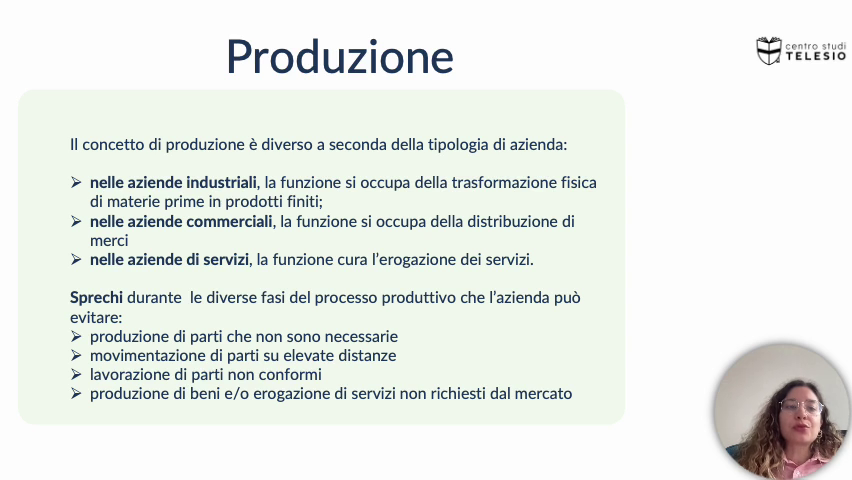 Produzione
centro studi
TELESIO
Il concetto di produzione è diverso a seconda della tipologia di azienda:
➢ nelle aziende industriali, la funzione si occupa della trasformazione fisica
di materie prime in prodotti finiti;
➢ nelle aziende commerciali, la funzione si occupa della distribuzione di
merci
➢ nelle aziende di servizi, la funzione cura l’erogazione dei servizi.
Sprechi durante  le diverse fasi del processo produttivo che l’azienda può
evitare:
➢ produzione di parti che non sono necessarie
➢ movimentazione di parti su elevate distanze
➢ lavorazione di parti non conformi
➢ produzione di beni e/o erogazione di servizi non richiesti dal mercato